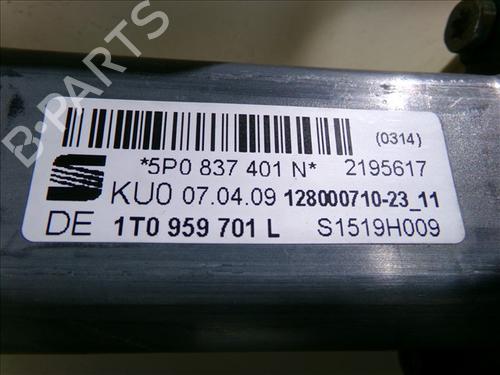 B-PARTS
(0314)
*5P0 837 401 N* 2195617
KU0 07.04.09 128000710-23_11
DE 1T0 959 701 L S1519H009